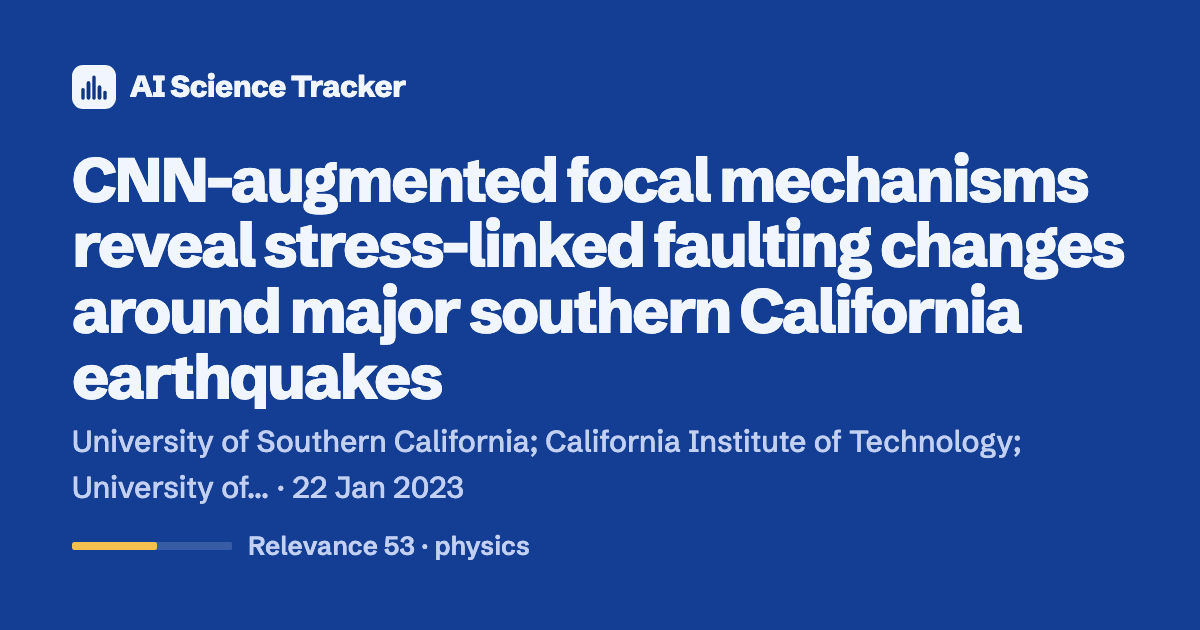 AI Science Tracker
CNN-augmented focal mechanisms
reveal stress-linked faulting changes
around major southern California
earthquakes
University of Southern California; California Institute of Technology;
University of... · 22 Jan 2023
Relevance 53 · physics